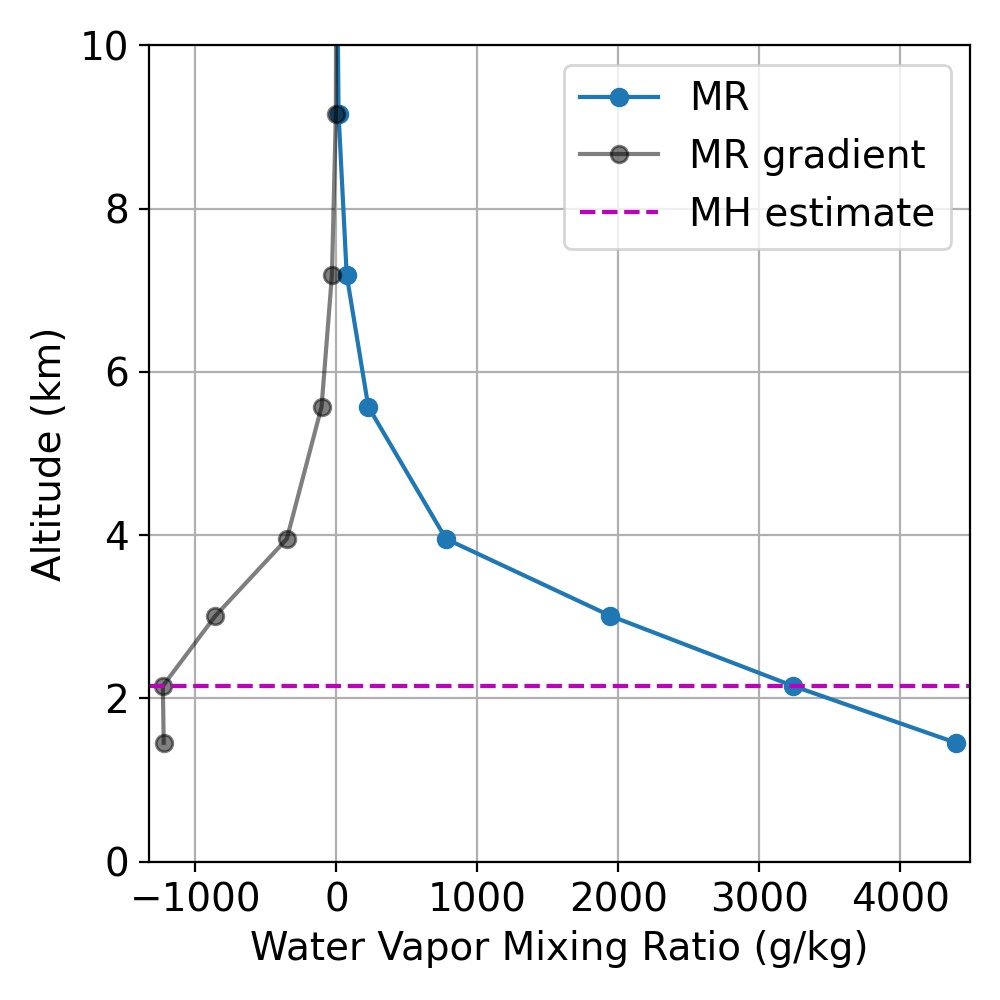 10
8
6
4
2
0
Altitude (km)
MR
MR gradient
MH estimate
−1000 0 1000 2000 3000 4000
Water Vapor Mixing Ratio (g/kg)